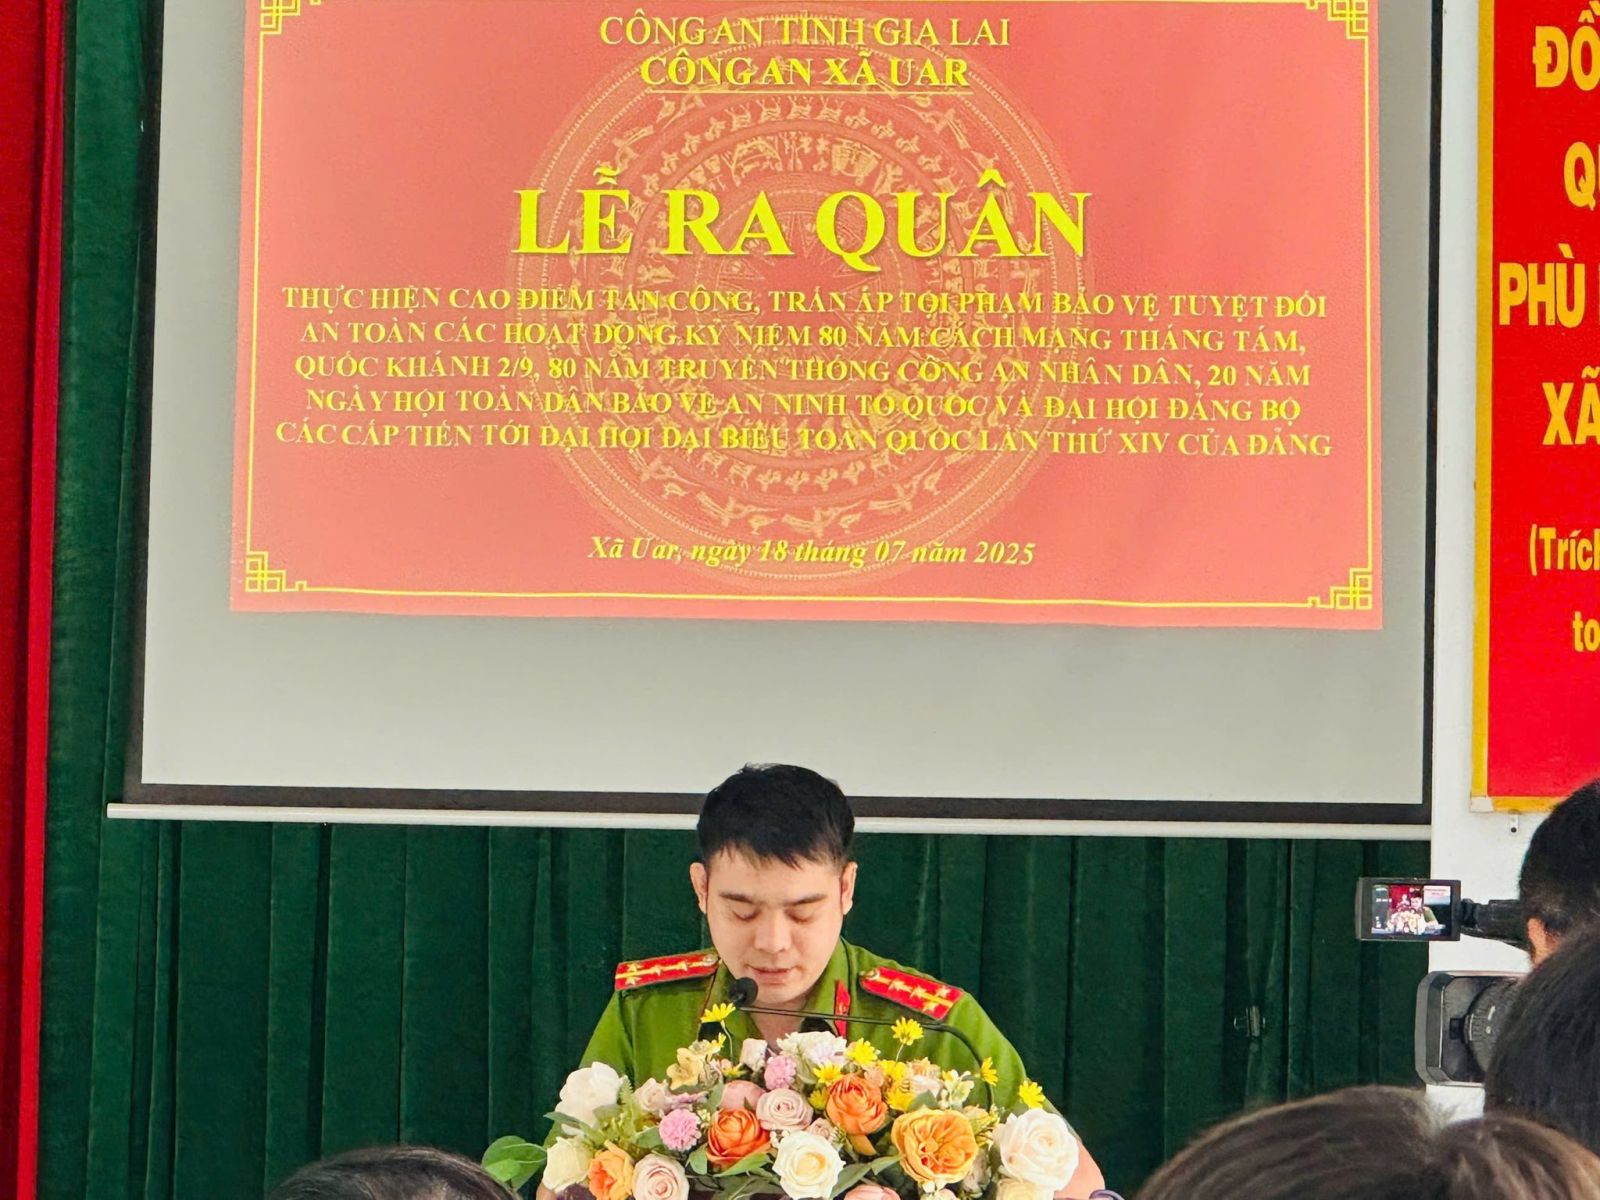 CÔNG AN TỈNH GIA LAI
CÔNG AN XÃ UAR
LỄ RA QUÂN
THỰC HIỆN CAO ĐIỂM TẤN CÔNG, TRẤN ÁP TỘI PHẠM BẢO VỆ TUYỆT ĐỐI
AN TOÀN CÁC HOẠT ĐỘNG KỶ NIỆM 80 NĂM CÁCH MẠNG THÁNG TÁM,
QUỐC KHÁNH 2/9, 80 NĂM TRUYỀN THỐNG CÔNG AN NHÂN DÂN, 20 NĂM
NGÀY HỘI TOÀN DÂN BẢO VỆ AN NINH TỔ QUỐC VÀ ĐẠI HỘI ĐẢNG BỘ
CÁC CẤP TIẾN TỚI ĐẠI HỘI ĐẠI BIỂU TOÀN QUỐC LẦN THỨ XIV CỦA ĐẢNG
Xã Uar, ngày 18 tháng 07 năm 2025
PHÙ
XÃ